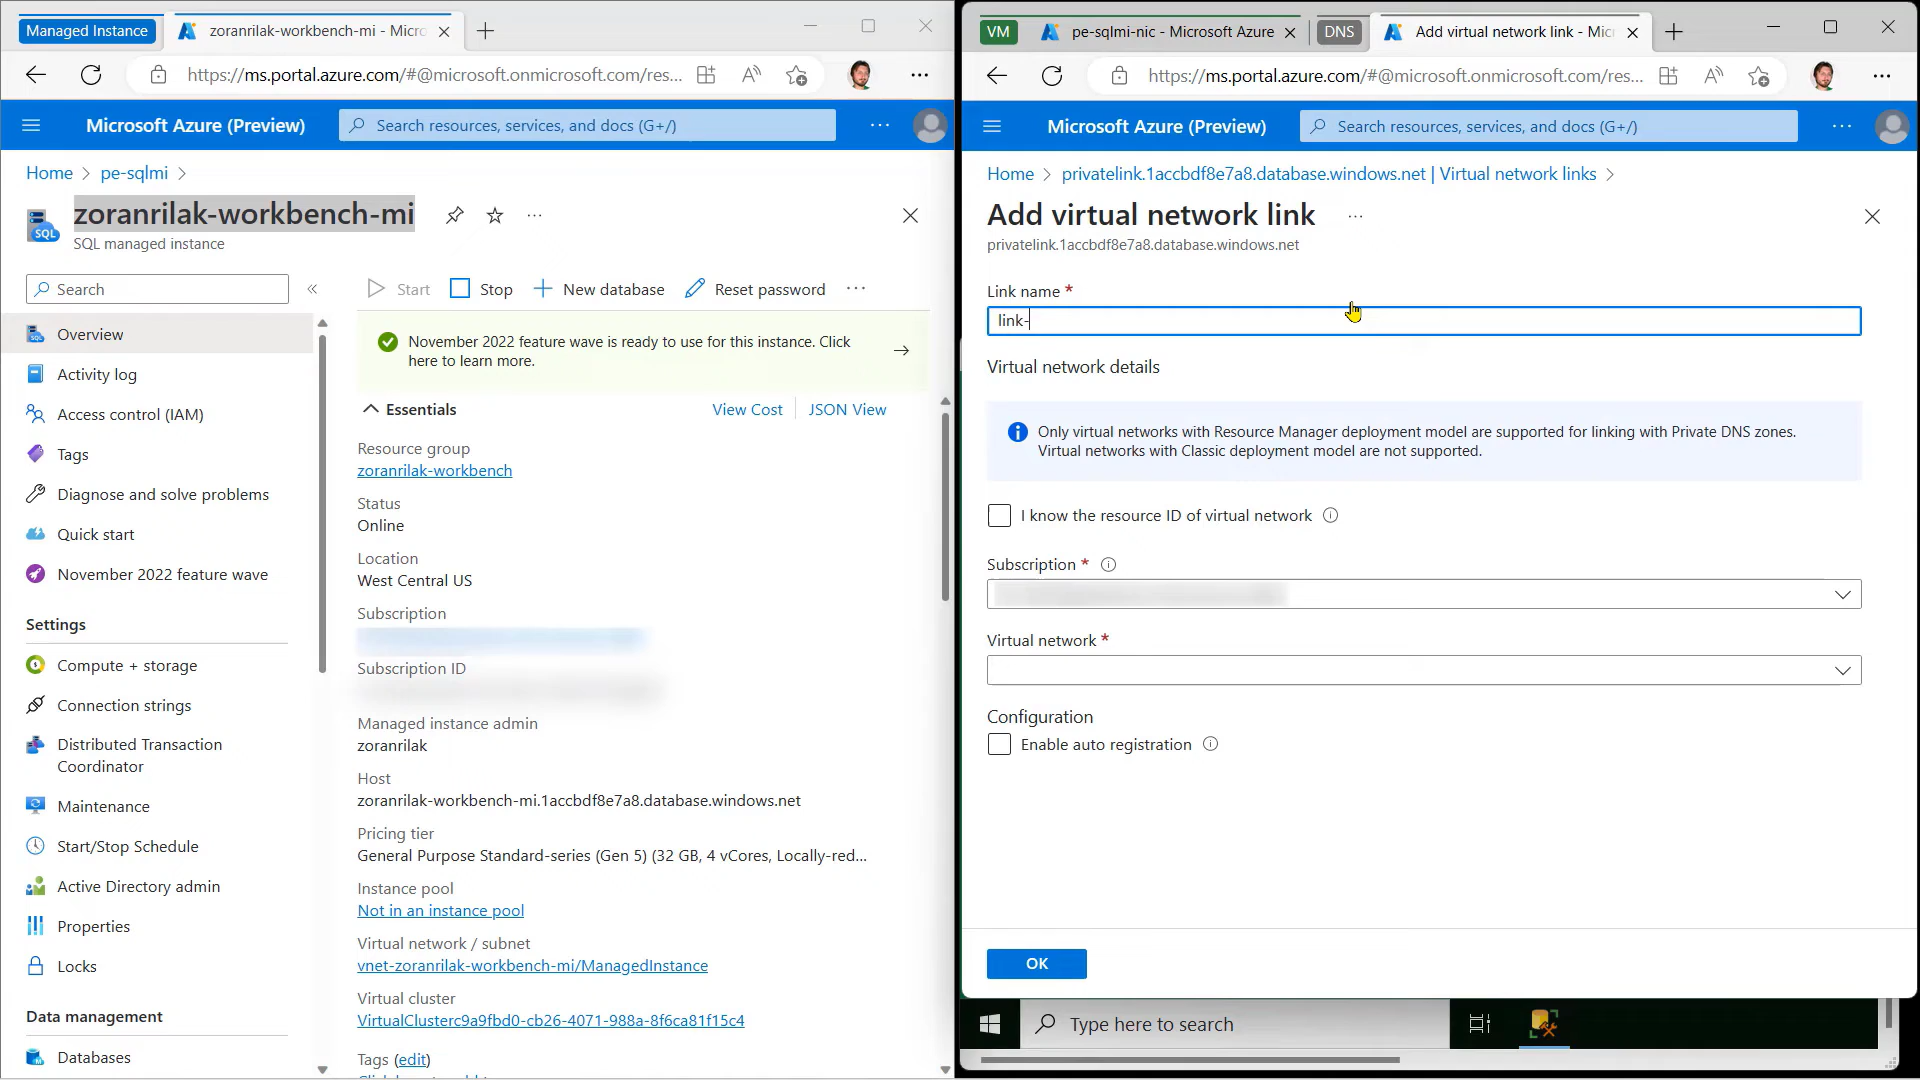 Managed Instance
zoranrilak-workbench-mi - Micro
https://ms.portal.azure.com/#@microsoft.onmicrosoft.com/res...
Microsoft Azure (Preview)
Search resources, services, and docs (G+/)
Home > pe-sqlmi >
zoranrilak-workbench-mi
SQL managed instance
Search
Overview
Activity log
Access control (IAM)
Tags
Diagnose and solve problems
Quick start
November 2022 feature wave
Settings
Compute + storage
Connection strings
Distributed Transaction
Coordinator
Maintenance
Start/Stop Schedule
Active Directory admin
Properties
Locks
Data management
Databases
Start
Stop
New database
Reset password
November 2022 feature wave is ready to use for this instance. Click
here to learn more.
Essentials
View Cost
JSON View
Resource group
zoranrilak-workbench
Status
Online
Location
West Central US
Subscription
Subscription ID
Managed instance admin
zoranrilak
Host
zoranrilak-workbench-mi.1accbdf8e7a8.database.windows.net
Pricing tier
General Purpose Standard-series (Gen 5) (32 GB, 4 vCores, Locally-red...
Instance pool
Not in an instance pool
Virtual network / subnet
vnet-zoranrilak-workbench-mi/ManagedInstance
Virtual cluster
VirtualClusterc9a9fbd0-cb26-4071-988a-8f6ca81f15c4
Tags (edit)
VM
pe-sqlmi-nic - Microsoft Azure
DNS
Add virtual network link - Mic
https://ms.portal.azure.com/#@microsoft.onmicrosoft.com/res...
Microsoft Azure (Preview)
Search resources, services, and docs (G+/)
Home > privatelink.1accbdf8e7a8.database.windows.net | Virtual network links >
Add virtual network link
privatelink.1accbdf8e7a8.database.windows.net
Link name *
link-
Virtual network details
Only virtual networks with Resource Manager deployment model are supported for linking with Private DNS zones.
Virtual networks with Classic deployment model are not supported.
I know the resource ID of virtual network
Subscription *
Virtual network *
Configuration
Enable auto registration
OK
Type here to search